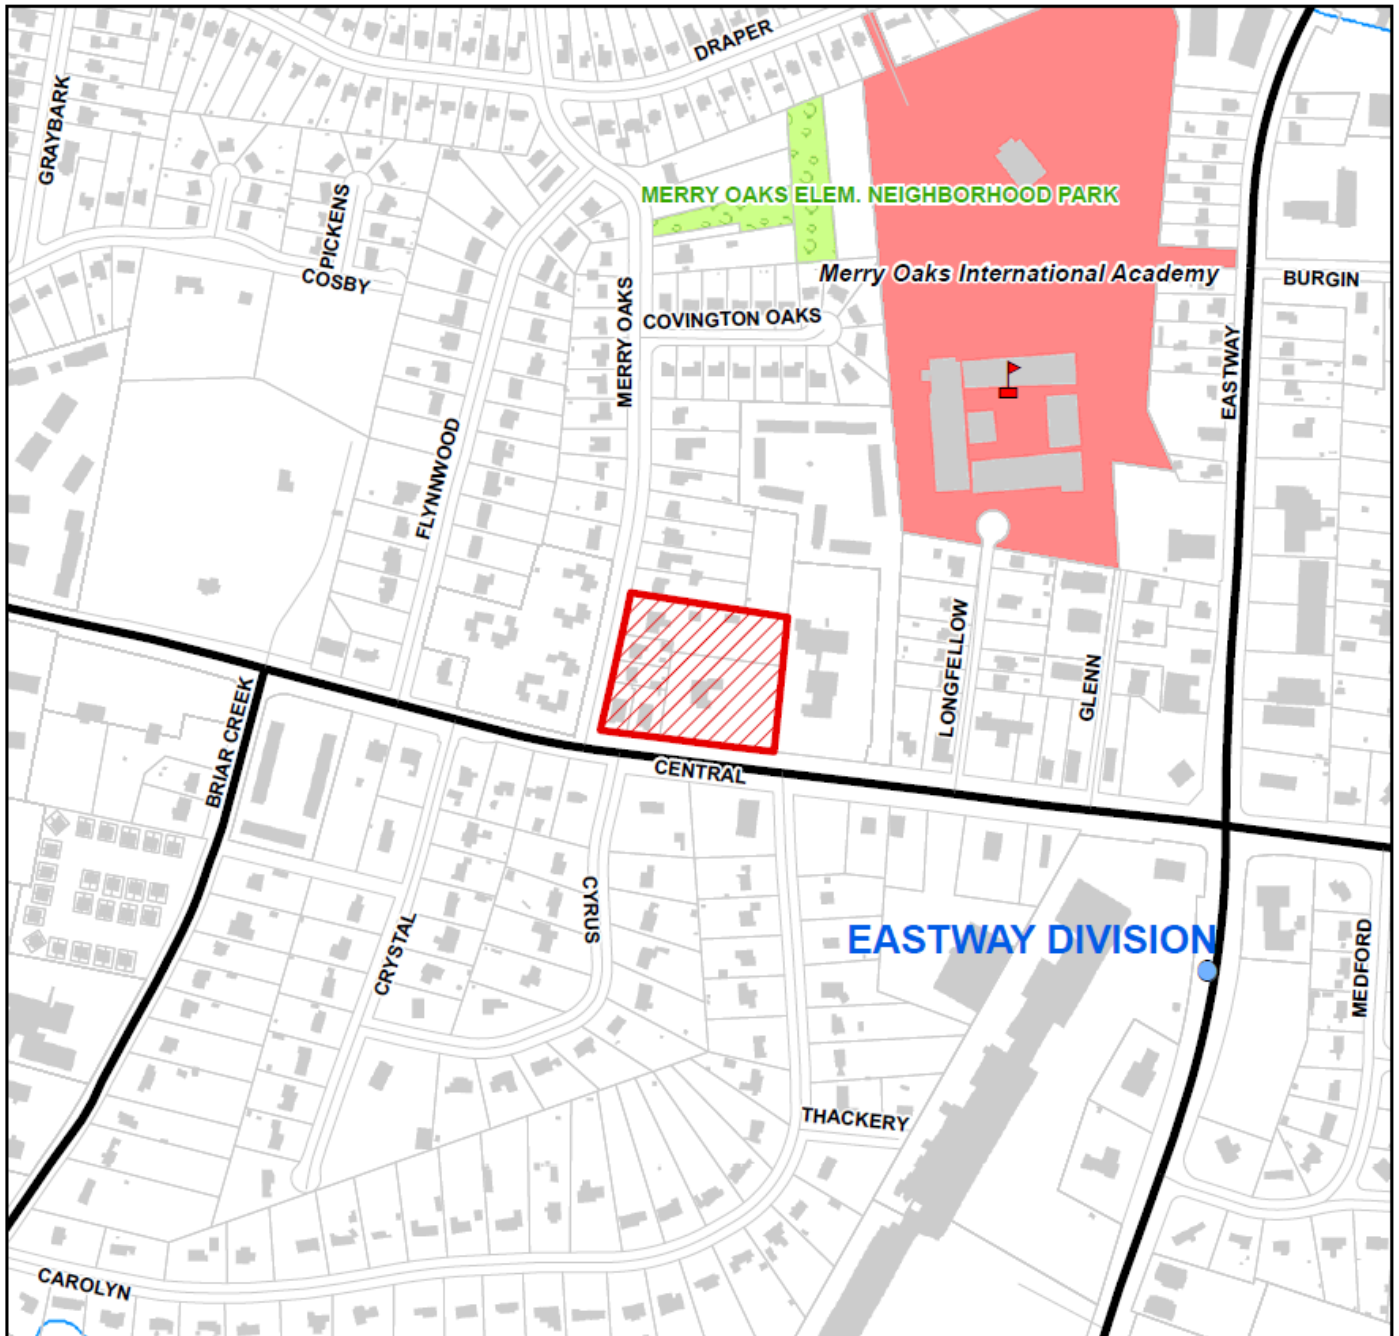 DRAPER
GRAYBARK
PICKENS
MERRY OAKS ELEM. NEIGHBORHOOD PARK
COSBY
Merry Oaks International Academy
BURGIN
MERRY OAKS
COVINGTON OAKS
EASTWAY
FLYNNWOOD
LONGFELLOW
GLENN
BRIAR CREEK
CENTRAL
CYRUS
CRYSTAL
EASTWAY DIVISION
MEDFORD
THACKERY
CAROLYN